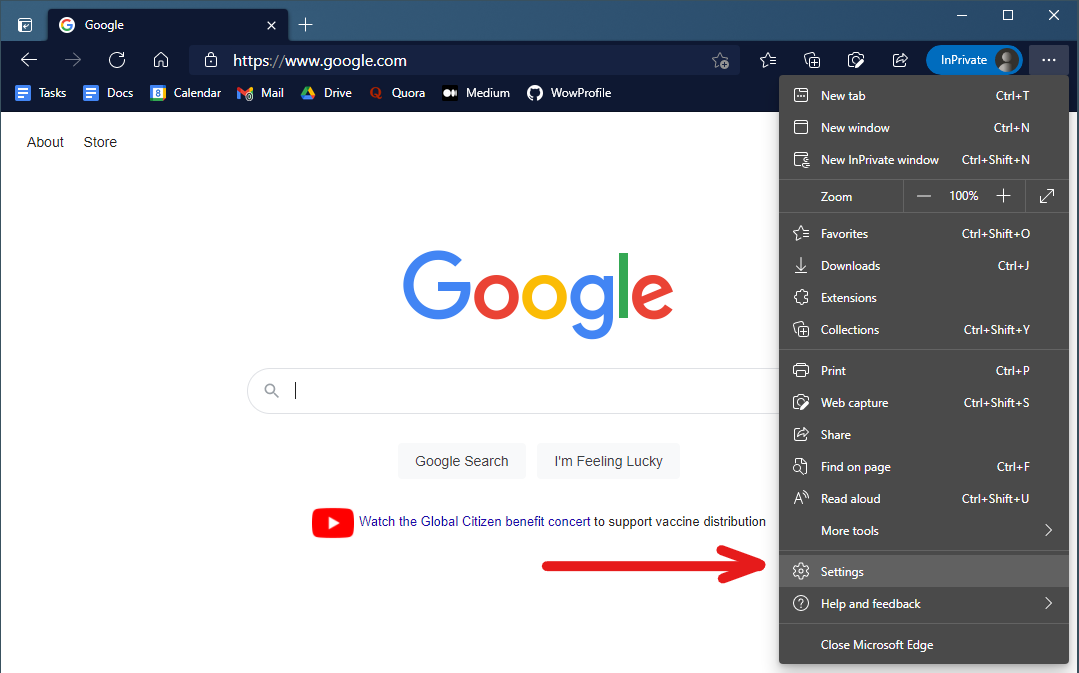 Google
https://www.google.com
InPrivate
Tasks Docs 8 Calendar Mail Drive Quora Medium WowProfile
About Store
Google
Google Search I'm Feeling Lucky
Watch the Global Citizen benefit concert to support vaccine distribution
New tab Ctrl+T
New window Ctrl+N
New InPrivate window Ctrl+Shift+N
Zoom 100%
Favorites Ctrl+Shift+O
Downloads Ctrl+J
Extensions
Collections Ctrl+Shift+Y
Print Ctrl+P
Web capture Ctrl+Shift+S
Share
Find on page Ctrl+F
Read aloud Ctrl+Shift+U
More tools
Settings
Help and feedback
Close Microsoft Edge